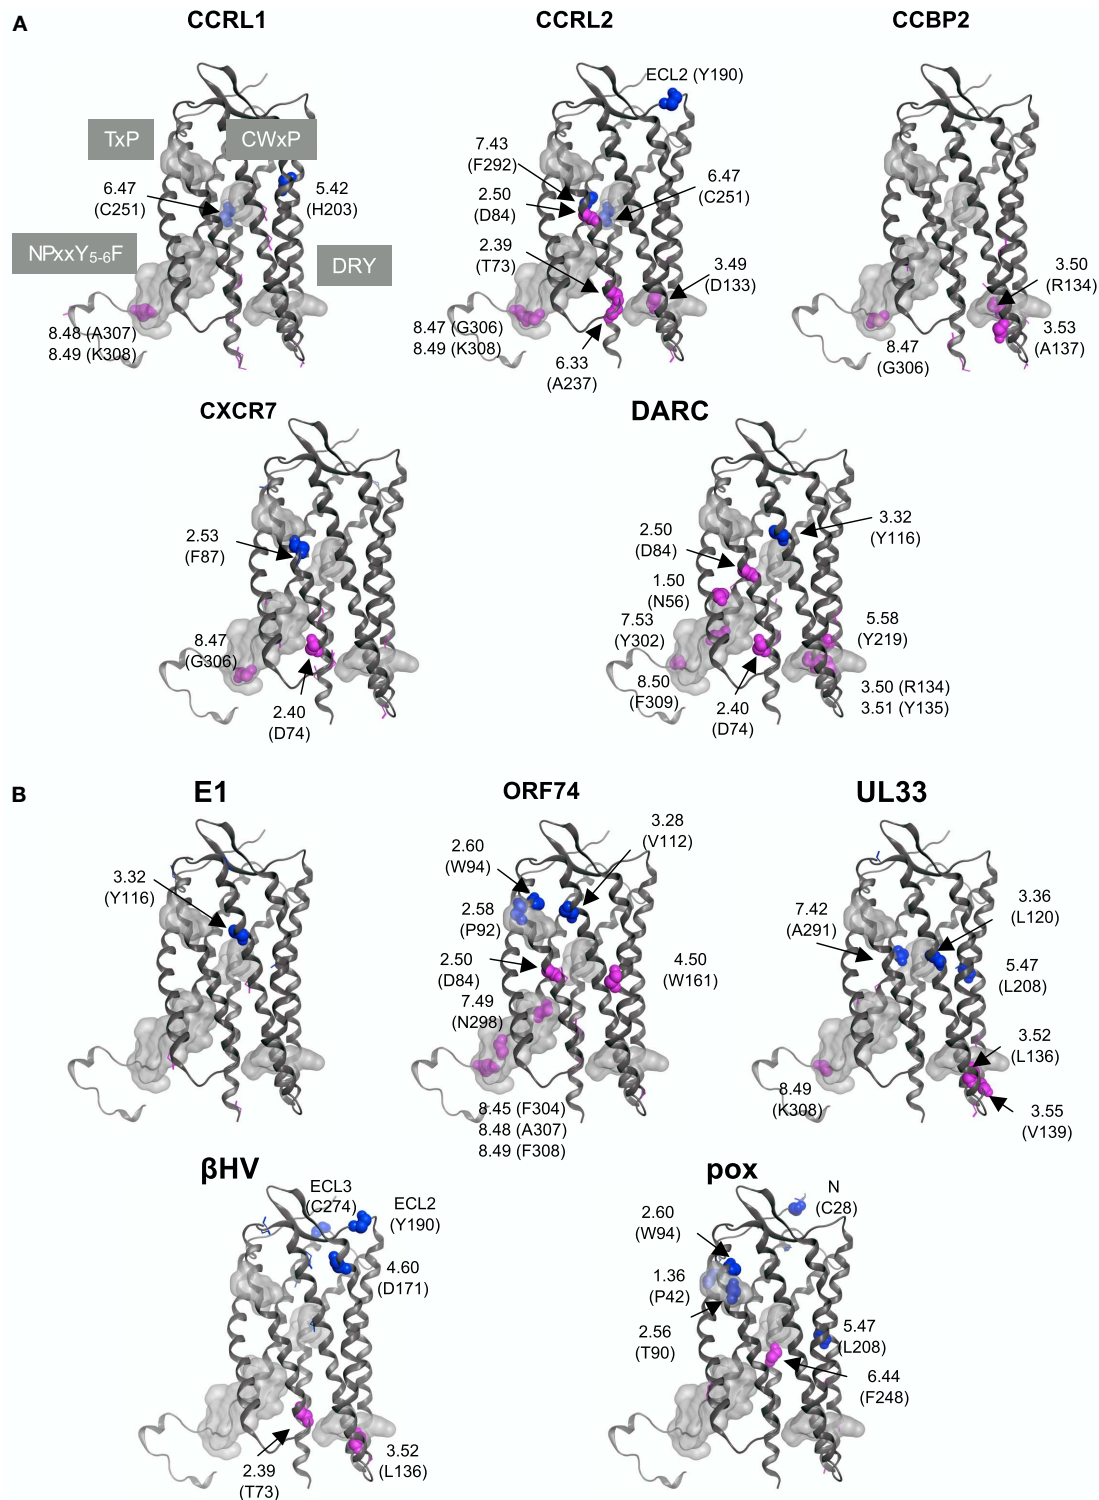 A
CCRL1
TxP
CWxP
6.47
(C251)
5.42
(H203)
NPxxY5-6F
DRY
8.48 (A307)
8.49 (K308)
CCRL2
ECL2 (Y190)
7.43
(F292)
2.50
(D84)
6.47
(C251)
2.39
(T73)
3.49
(D133)
8.47 (G306)
8.49 (K308)
6.33
(A237)
CCBP2
3.50
(R134)
3.53
(A137)
8.47
(G306)
CXCR7
2.53
(F87)
8.47
(G306)
2.40
(D74)
DARC
2.50
(D84)
3.32
(Y116)
1.50
(N56)
7.53
(Y302)
5.58
(Y219)
8.50
(F309)
2.40
(D74)
3.50 (R134)
3.51 (Y135)
B
E1
3.32
(Y116)
ORF74
3.28
(V112)
2.60
(W94)
2.58
(P92)
2.50
(D84)
4.50
(W161)
7.49
(N298)
8.45 (F304)
8.48 (A307)
8.49 (F308)
UL33
7.42
(A291)
3.36
(L120)
5.47
(L208)
3.52
(L136)
8.49
(K308)
3.55
(V139)
βHV
ECL3
(C274)
ECL2
(Y190)
4.60
(D171)
2.39
(T73)
3.52
(L136)
pox
N
(C28)
2.60
(W94)
1.36
(P42)
2.56
(T90)
5.47
(L208)
6.44
(F248)